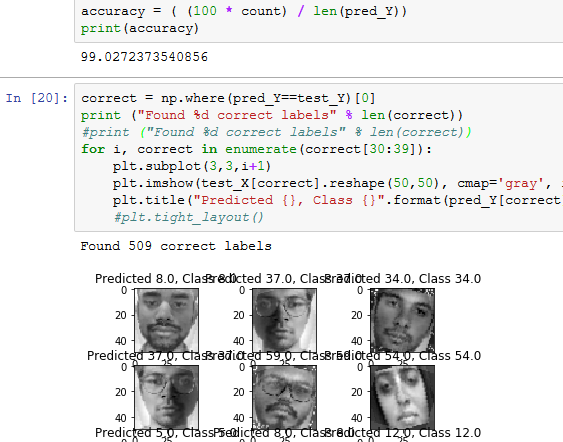 accuracy = ( (100 * count) / len(pred_Y))
print(accuracy)
99.0272373540856
In [20]:
correct = np.where(pred_Y==test_Y)[0]
print ("Found %d correct labels" % len(correct))
#print ("Found %d correct labels" % len(correct))
for i, correct in enumerate(correct[30:39]):
plt.subplot(3,3,i+1)
plt.imshow(test_X[correct].reshape(50,50), cmap='gray',
plt.title("Predicted {}, Class {}".format(pred_Y[correct
#plt.tight_layout()
Found 509 correct labels
Predicted 8.0, Class 8.0 Predicted 37.0, Class 37.0 Predicted 34.0, Class 34.0
0 0 0
20 20 20
40 40 40
Predicted 37.0, Class 37.0 Predicted 59.0, Class 59.0 Predicted 54.0, Class 54.0
0 0 0
20 20 20
40 40 40
Predicted 5.0, Class 5.0 Predicted 8.0, Class 8.0 Predicted 12.0, Class 12.0